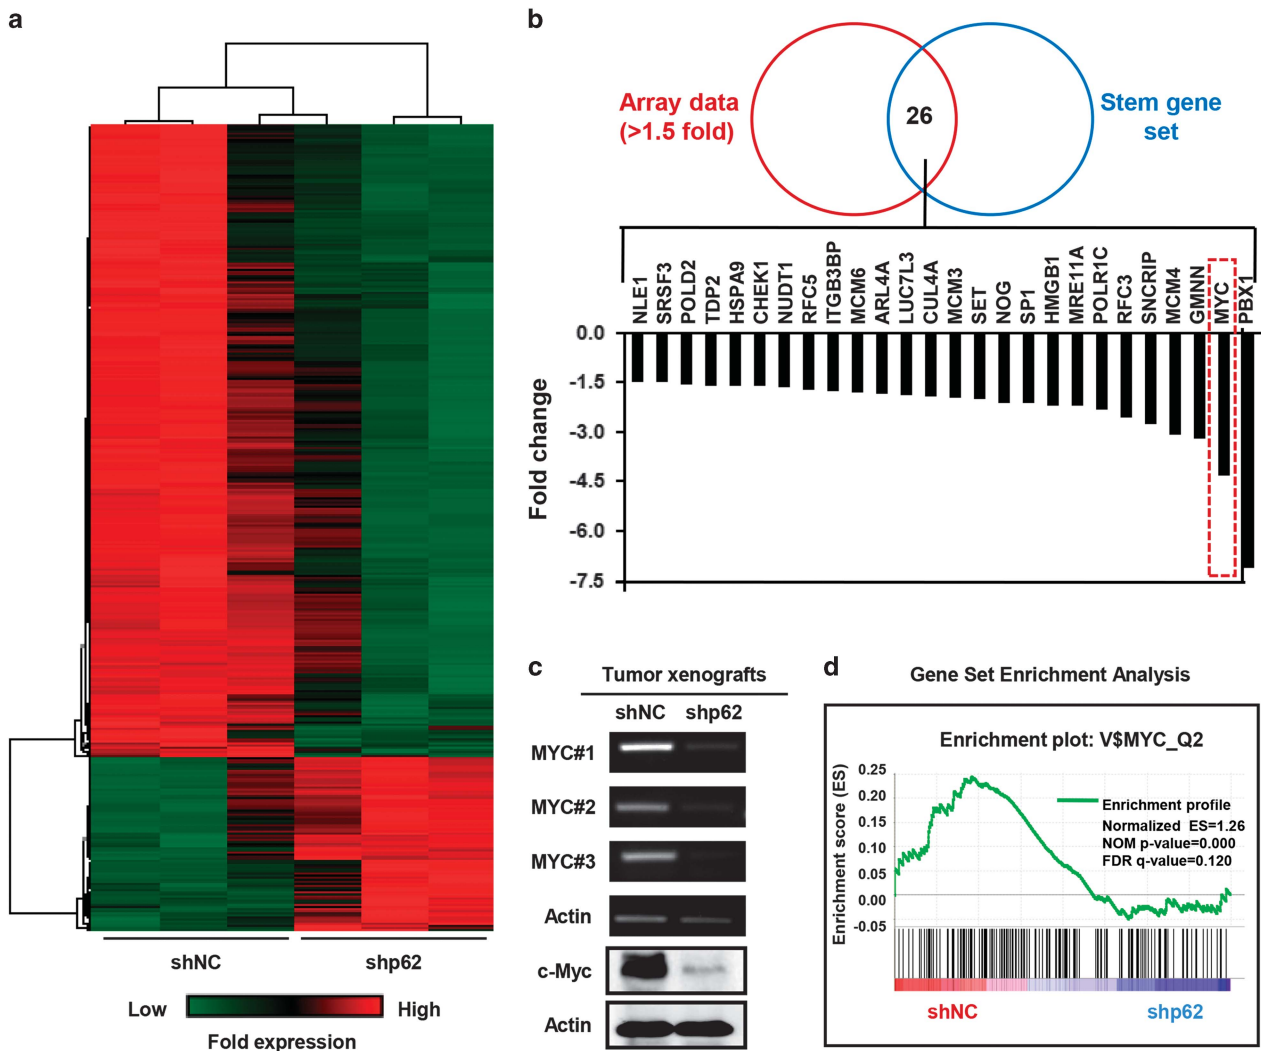 a
shNC
shp62
Low
High
Fold expression
b
Array data
(>1.5 fold)
26
Stem gene
set
NLE1
SRSF3
POLD2
TDP2
HSPA9
CHEK1
NUDT1
RFC5
ITGB3BP
MCM6
ARL4A
LUC7L3
CUL4A
MCM3
SET
NOG
SP1
HMGB1
MRE11A
POLR1C
RFC3
SNCRIP
MCM4
GMNN
MYC
PBX1
Fold change
0.0
-1.5
-3.0
-4.5
-6.0
-7.5
c
Tumor xenografts
shNC shp62
MYC#1
MYC#2
MYC#3
Actin
c-Myc
Actin
d
Gene Set Enrichment Analysis
Enrichment plot: V$MYC_Q2
Enrichment score (ES)
0.25
0.20
0.15
0.10
0.05
0.00
-0.05
Enrichment profile
Normalized ES=1.26
NOM p-value=0.000
FDR q-value=0.120
shNC
shp62